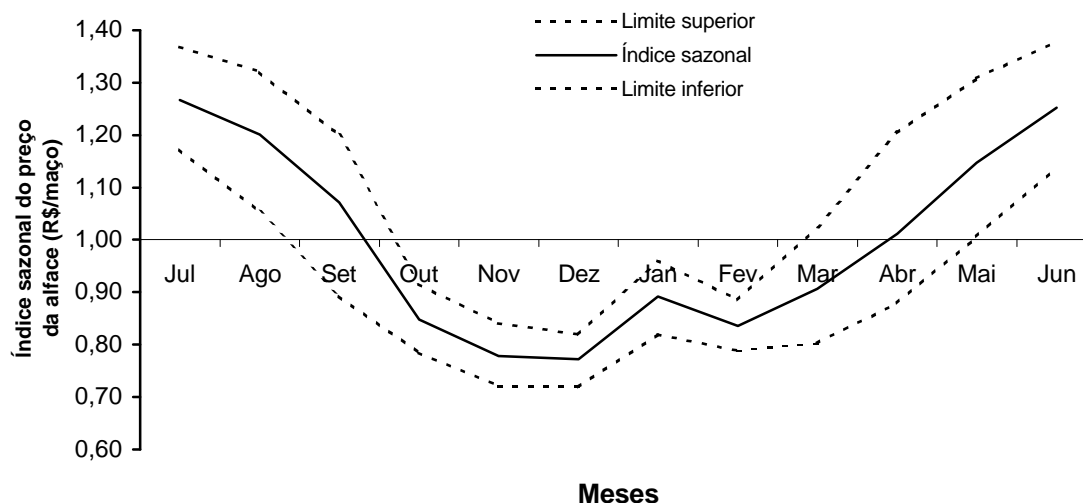 Limite superior
Índice sazonal
Limite inferior
1,40
1,30
1,20
1,10
1,00
0,90
0,80
0,70
0,60
Índice sazonal do preço
da alface (R$/maço)
Jul Ago Set Out Nov Dez Jan Fev Mar Abr Mai Jun
Meses